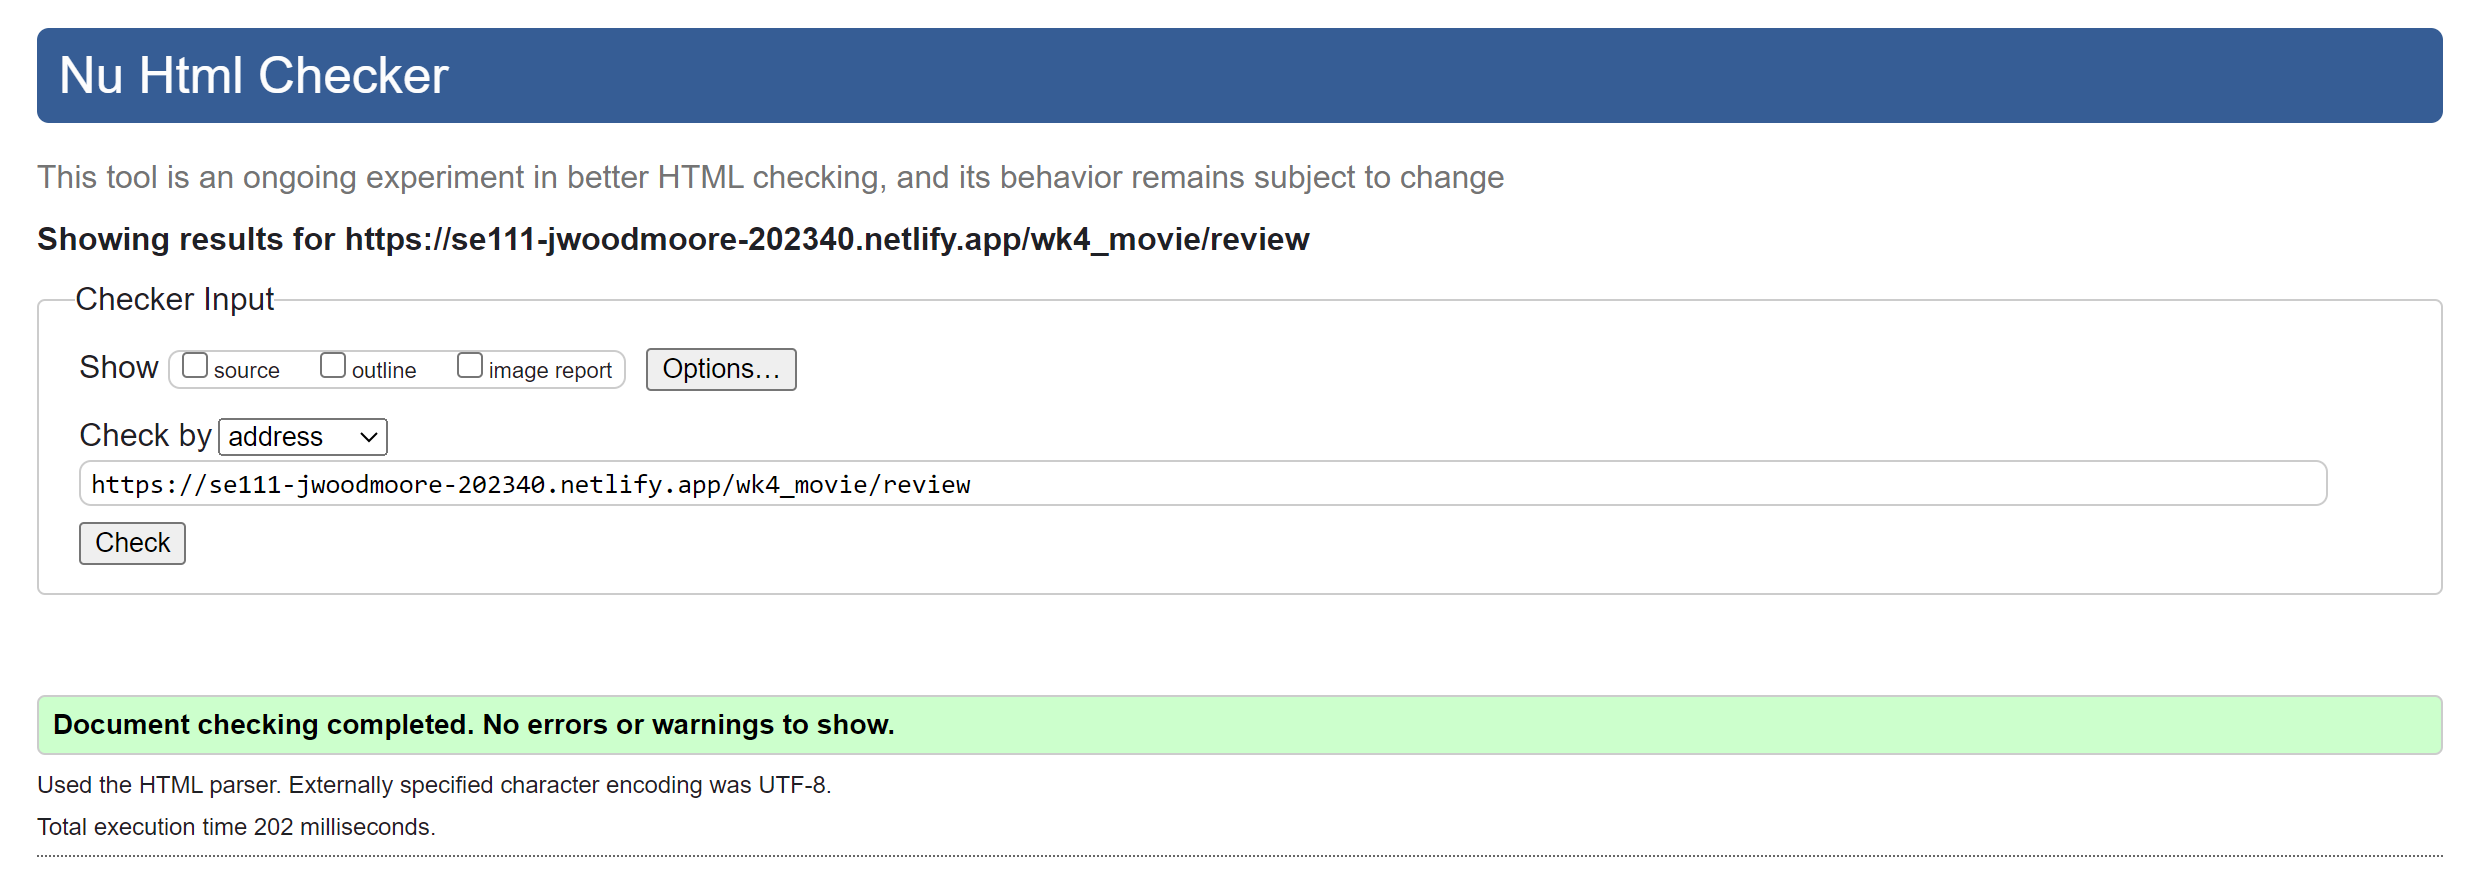 Nu Html Checker
This tool is an ongoing experiment in better HTML checking, and its behavior remains subject to change
Showing results for https://se111-jwoodmoore-202340.netlify.app/wk4_movie/review
Checker Input
Show source outline image report Options...
Check by address
https://se111-jwoodmoore-202340.netlify.app/wk4_movie/review
Check
Document checking completed. No errors or warnings to show.
Used the HTML parser. Externally specified character encoding was UTF-8.
Total execution time 202 milliseconds.